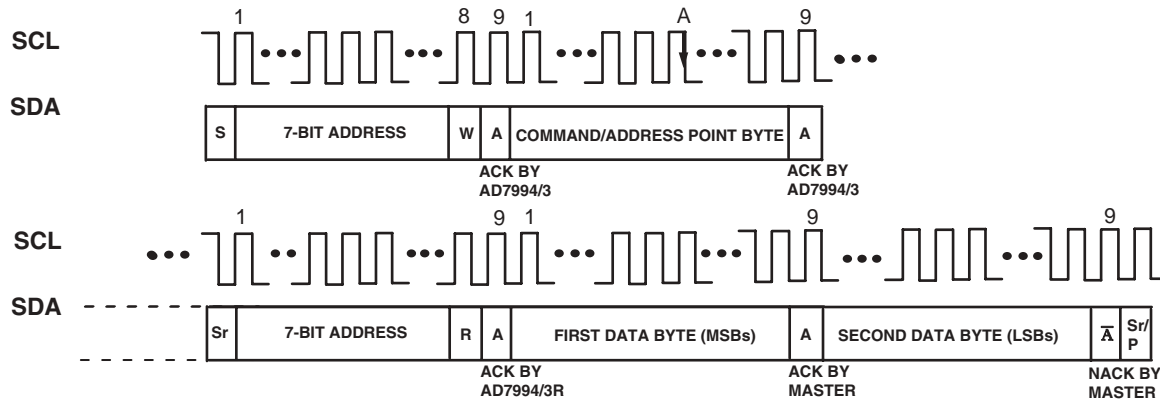 1 8 9 1 A 9
SCL
SDA
S 7-BIT ADDRESS W A COMMAND/ADDRESS POINT BYTE A
ACK BY ACK BY
AD7994/3 AD7994/3
1 9 1 9 9
SCL
SDA
Sr 7-BIT ADDRESS R A FIRST DATA BYTE (MSBs) A SECOND DATA BYTE (LSBs) A̅ Sr/
P
ACK BY ACK BY NACK BY
AD7994/3R MASTER MASTER